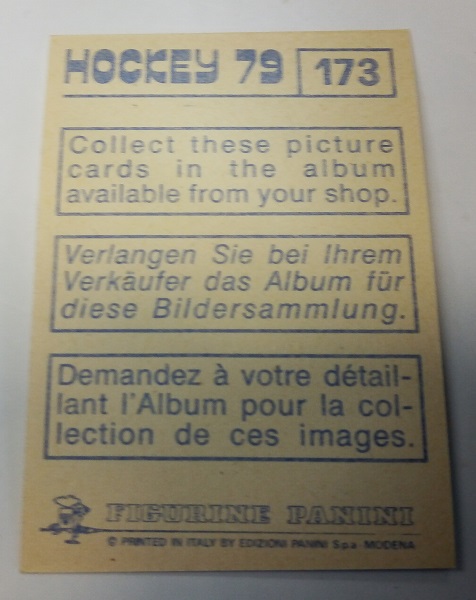 HOCKEY 79 173
Collect these picture
cards in the album
available from your shop.
Verlangen Sie bei Ihrem
Verkäufer das Album für
diese Bildersammlung.
Demandez à votre détail-
lant l'Album pour la col-
lection de ces images.
FIGURINE PANINI
© PRINTED IN ITALY BY EDIZIONI PANINI S.p.a. MODENA